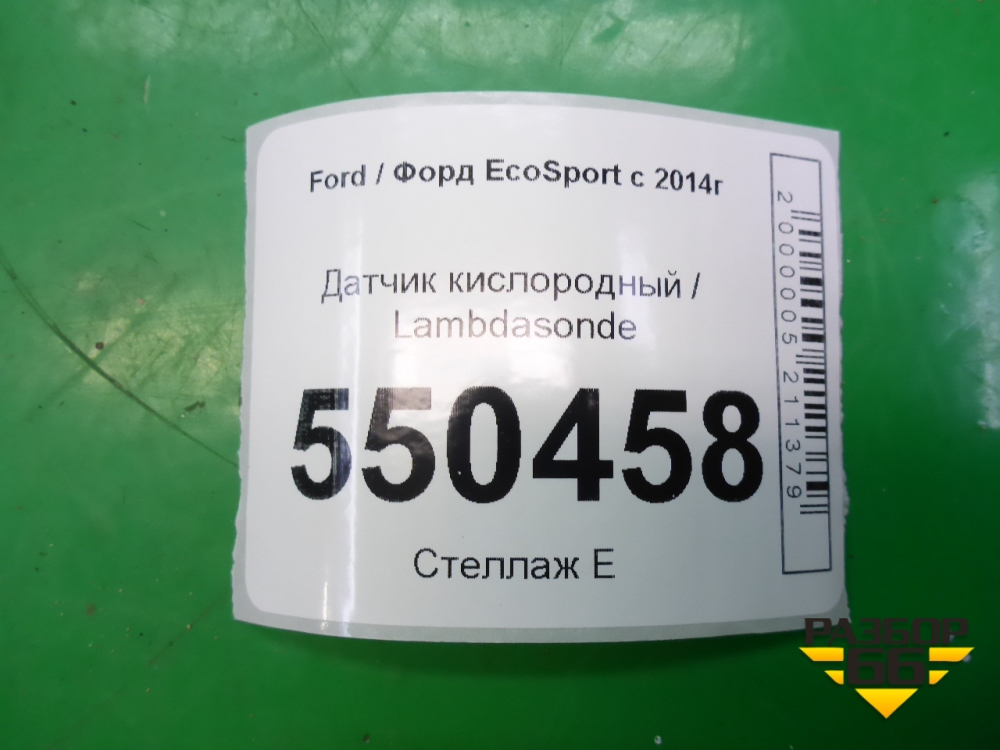 Ford / Форд EcoSport с 2014г
Датчик кислородный /
Lambdasonde
550458
Стеллаж Е
2000005211379
РАЗБОР
66